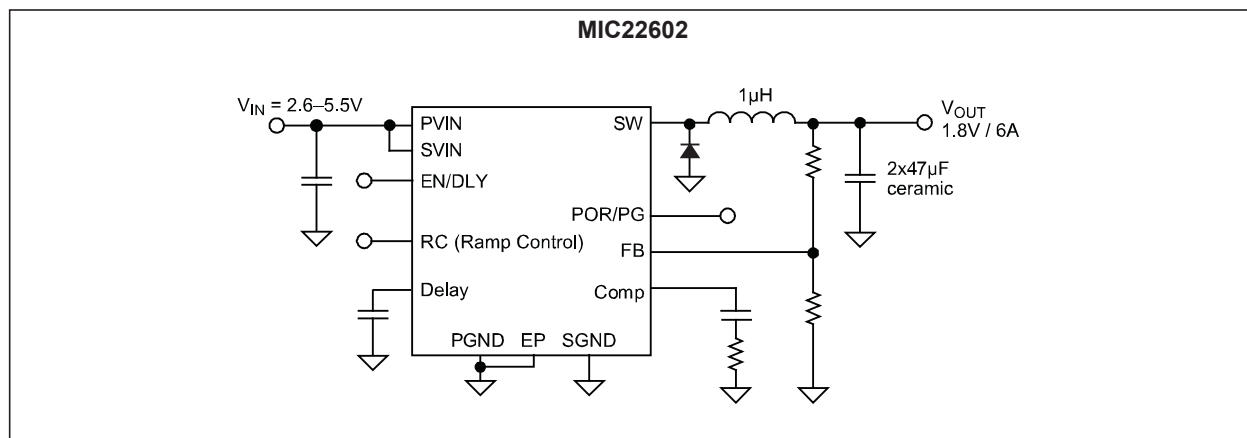 MIC22602
V_IN = 2.6–5.5V
PVIN
SVIN
EN/DLY
RC (Ramp Control)
Delay
PGND EP SGND
SW
POR/PG
FB
Comp
1µH
V_OUT
1.8V / 6A
2x47µF
ceramic